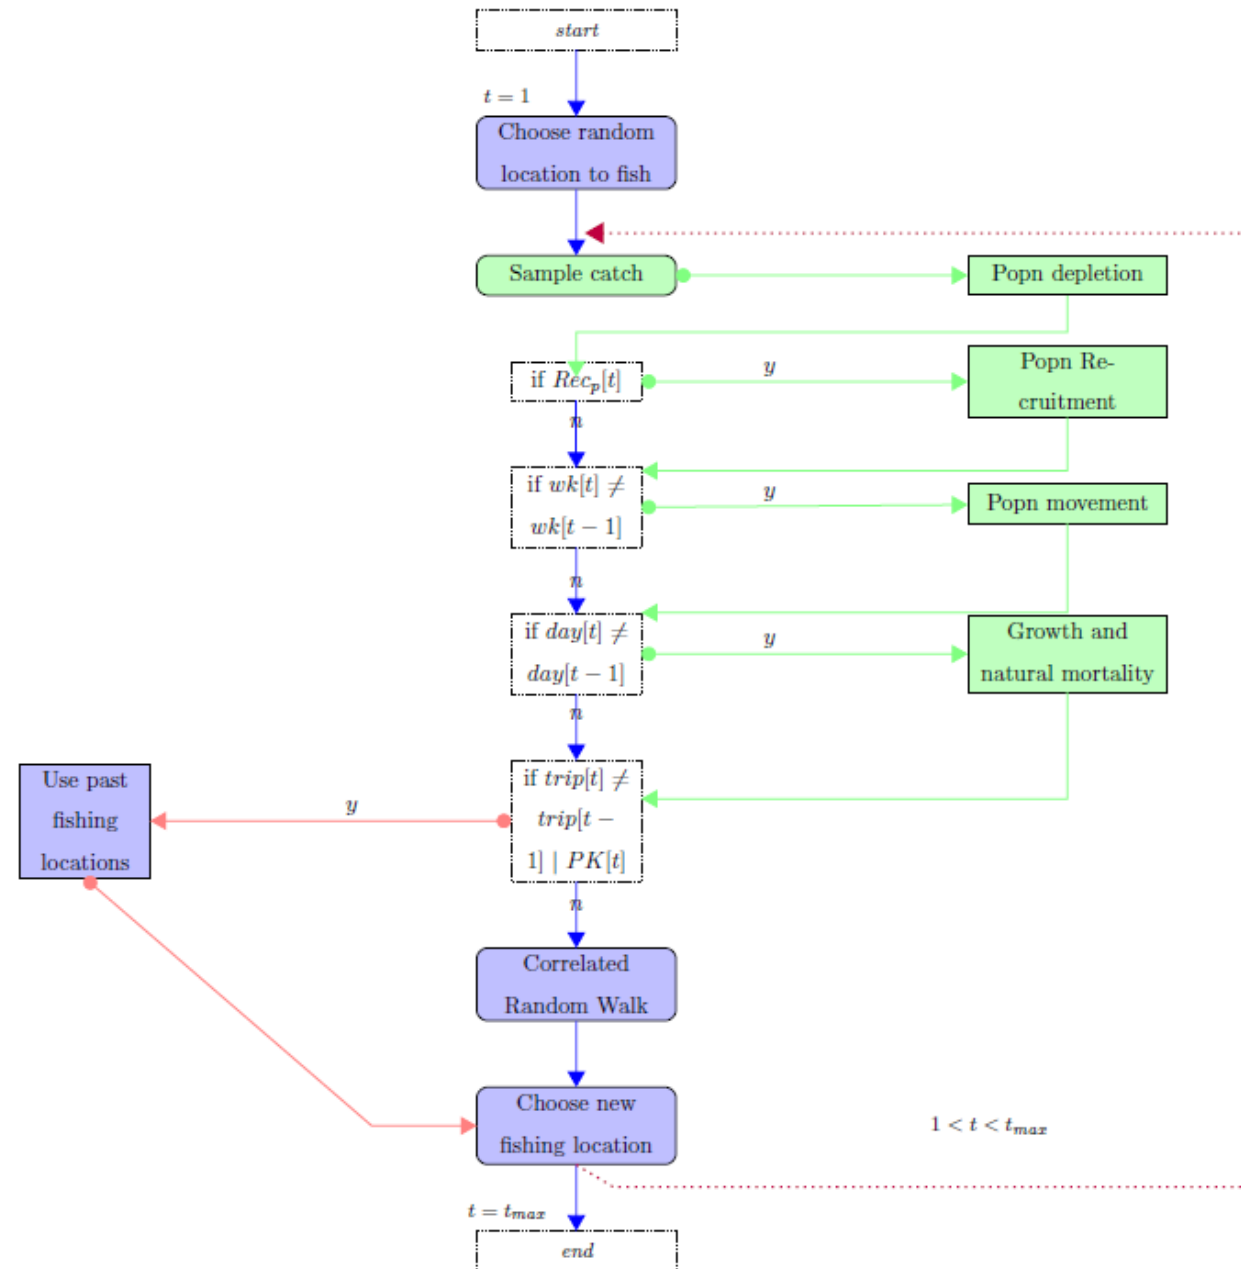 start
t = 1
Choose random
location to fish
Sample catch
Popn depletion
if Rec_p[t]
y
Popn Re-
cruitment
n
if wk[t] ≠
wk[t − 1]
y
Popn movement
n
if day[t] ≠
day[t − 1]
y
Growth and
natural mortality
n
if trip[t] ≠
trip[t −
1] | PK[t]
y
Use past
fishing
locations
n
Correlated
Random Walk
Choose new
fishing location
1 < t < t_max
t = t_max
end